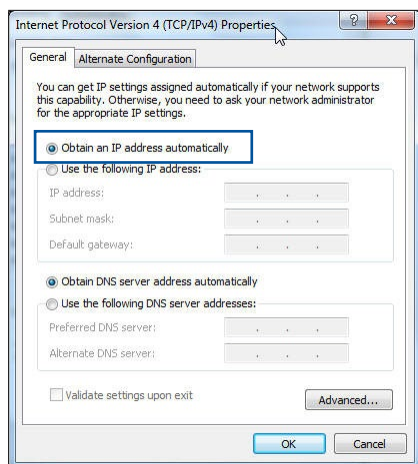 Internet Protocol Version 4 (TCP/IPv4) Properties
?
X
General
Alternate Configuration
You can get IP settings assigned automatically if your network supports
this capability. Otherwise, you need to ask your network administrator
for the appropriate IP settings.
Obtain an IP address automatically
Use the following IP address:
IP address:
Subnet mask:
Default gateway:
Obtain DNS server address automatically
Use the following DNS server addresses:
Preferred DNS server:
Alternate DNS server:
Validate settings upon exit
Advanced...
OK
Cancel